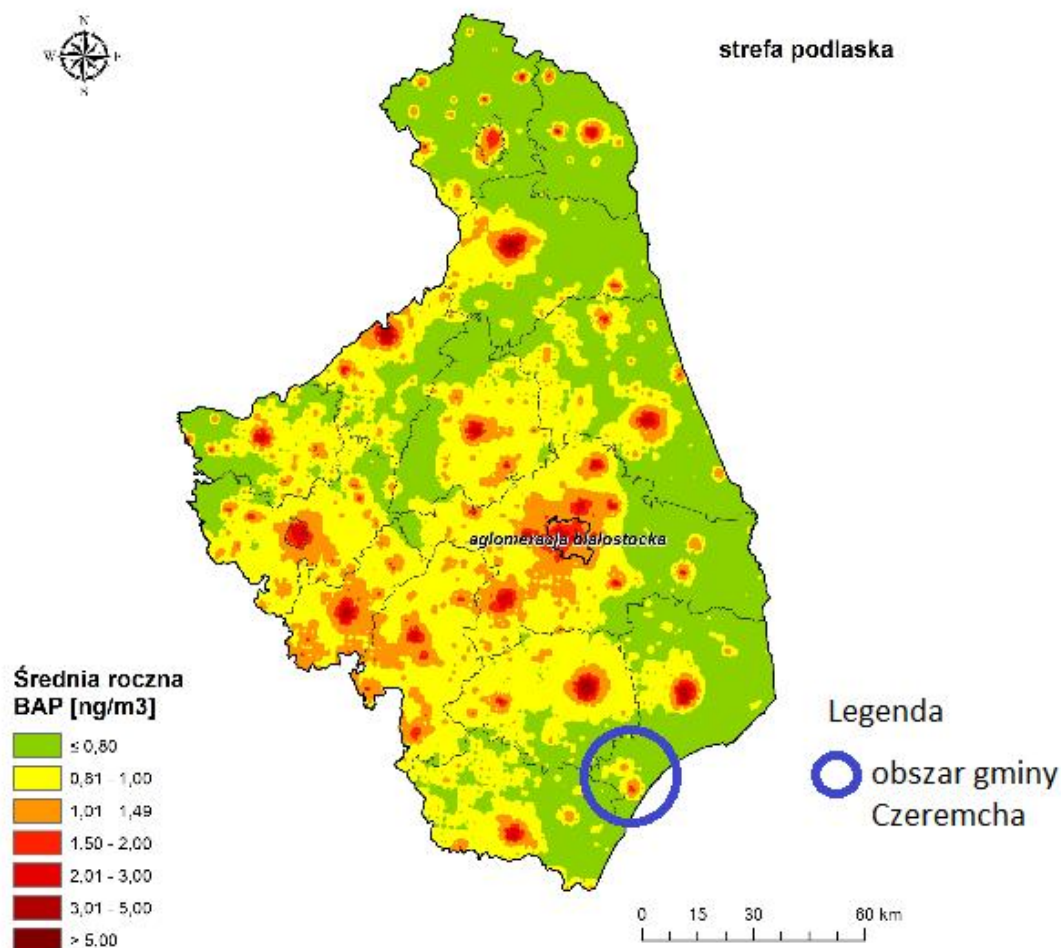 N
W E
S
strefa podlaska
aglomeracja białostocka
Średnia roczna
BAP [ng/m3]
≤ 0,80
0,81 - 1,00
1,01 1,49
1.50 - 2,00
2,01 - 3,00
3,01 - 5,00
> 5.00
Legenda
obszar gminy
Czeremcha
0 15 30 60 km